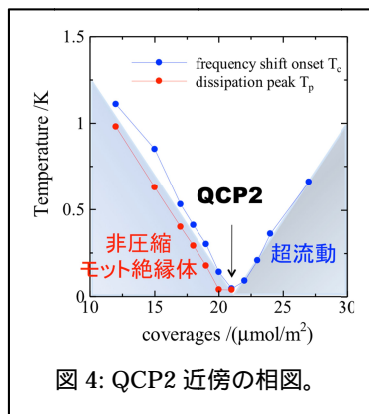 1.5
frequency shift onset T_c
dissipation peak T_p
1
Temperature /K
QCP2
0.5
非圧縮
モット絶縁体
超流動
0
10 15 20 25 30
coverages /(μmol/m²)
図 4: QCP2 近傍の相図。